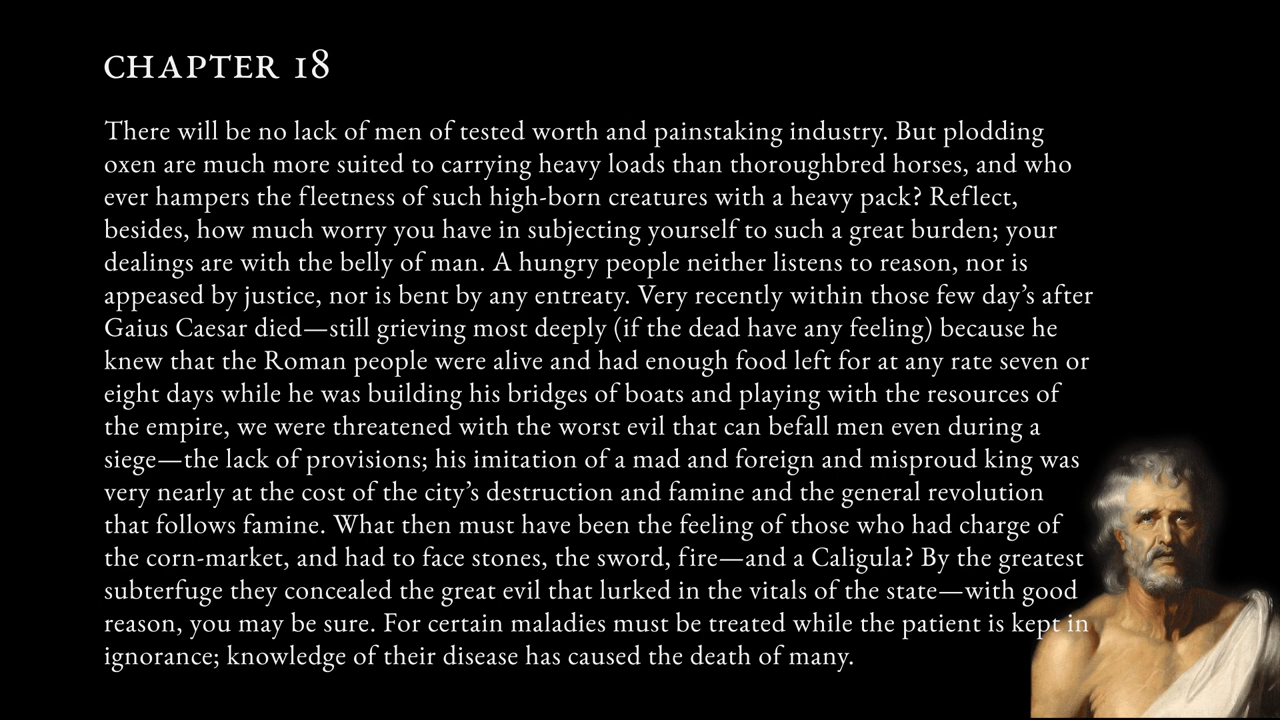 CHAPTER 18
There will be no lack of men of tested worth and painstaking industry. But plodding
oxen are much more suited to carrying heavy loads than thoroughbred horses, and who
ever hampers the fleetness of such high-born creatures with a heavy pack? Reflect,
besides, how much worry you have in subjecting yourself to such a great burden; your
dealings are with the belly of man. A hungry people neither listens to reason, nor is
appeased by justice, nor is bent by any entreaty. Very recently within those few day’s after
Gaius Caesar died—still grieving most deeply (if the dead have any feeling) because he
knew that the Roman people were alive and had enough food left for at any rate seven or
eight days while he was building his bridges of boats and playing with the resources of
the empire, we were threatened with the worst evil that can befall men even during a
siege—the lack of provisions; his imitation of a mad and foreign and misproud king was
very nearly at the cost of the city’s destruction and famine and the general revolution
that follows famine. What then must have been the feeling of those who had charge of
the corn-market, and had to face stones, the sword, fire—and a Caligula? By the greatest
subterfuge they concealed the great evil that lurked in the vitals of the state—with good
reason, you may be sure. For certain maladies must be treated while the patient is kept in
ignorance; knowledge of their disease has caused the death of many.